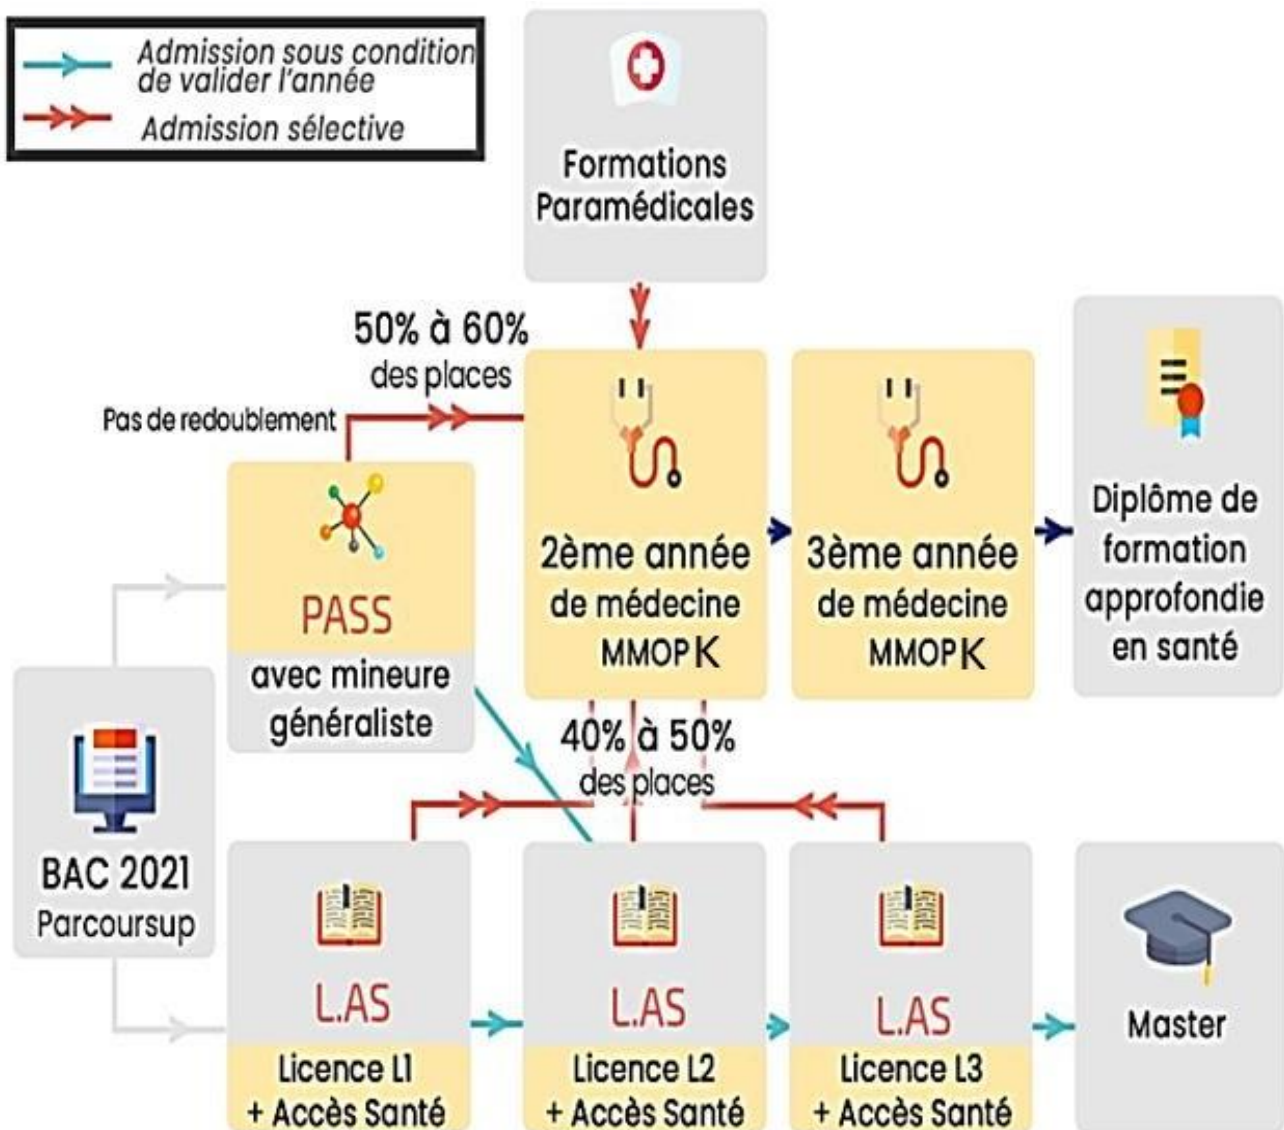 Admission sous condition
de valider l'année
Admission sélective
Formations
Paramédicales
50% à 60%
des places
Pas de redoublement
PASS
avec mineure
généraliste
2ème année
de médecine
MMOP K
3ème année
de médecine
MMOP K
Diplôme de
formation
approfondie
en santé
40% à 50%
des places
BAC 2021
Parcoursup
L.AS
Licence L1
+ Accès Santé
L.AS
Licence L2
+ Accès Santé
L.AS
Licence L3
+ Accès Santé
Master